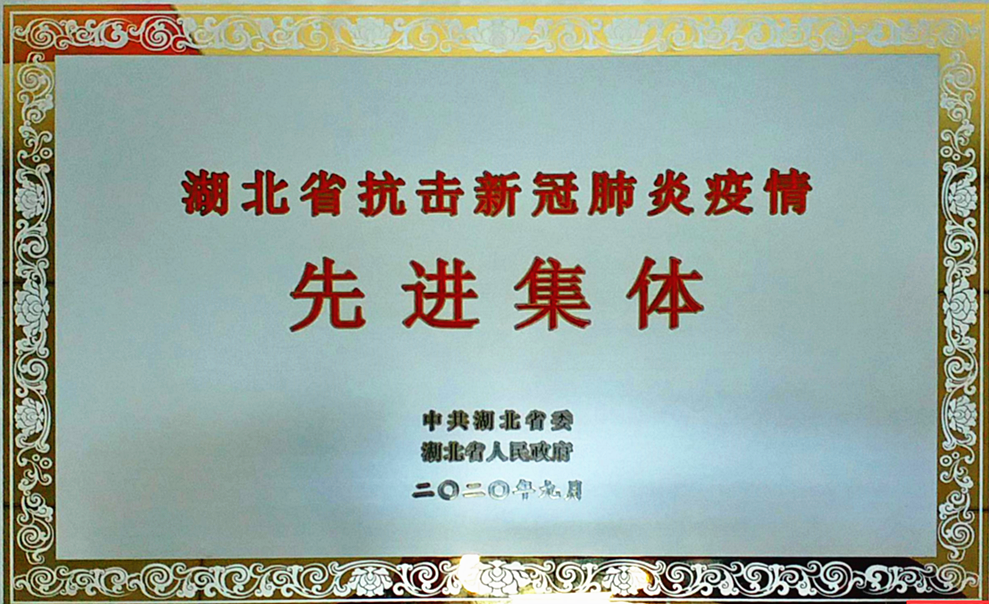 湖北省抗击新冠肺炎疫情
先进集体
中共湖北省委
湖北省人民政府
二〇二〇年九月